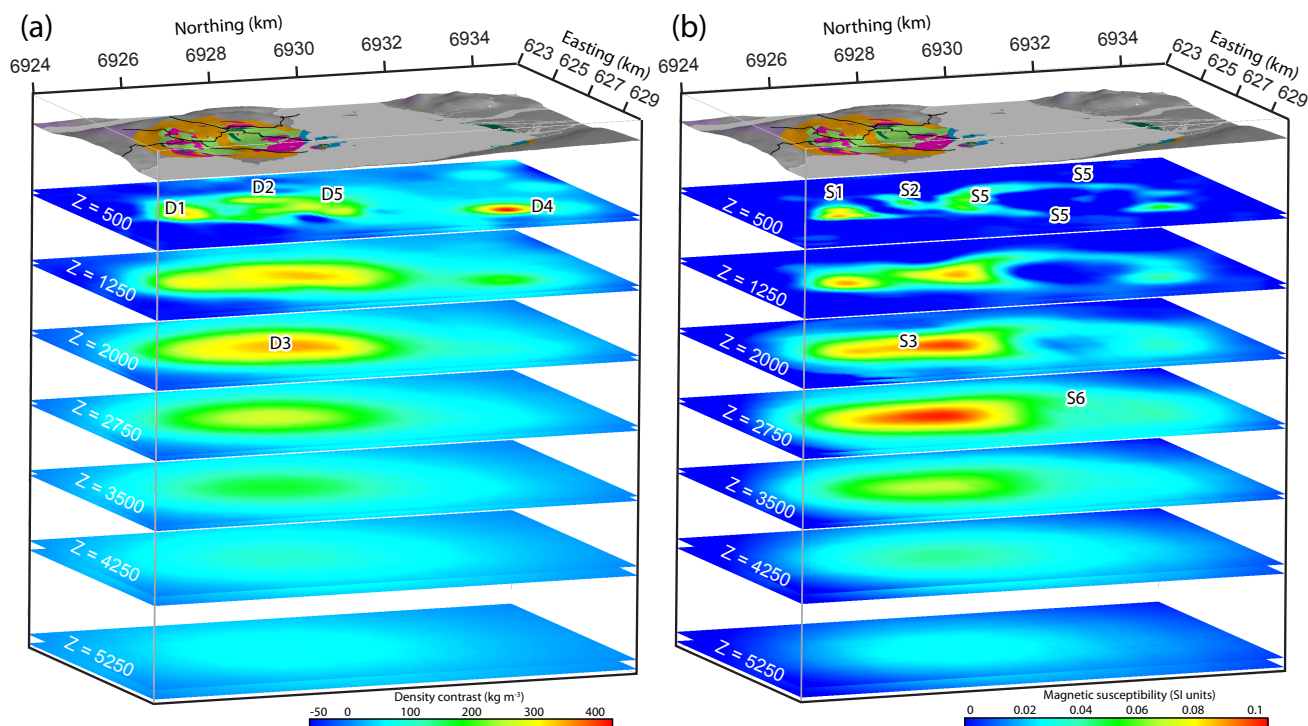 (a)
Northing (km)
6924 6926 6928 6930 6932 6934
Easting (km)
623 625 627 629
D1 D2 D5 D4
Z = 500
Z = 1250
D3
Z = 2000
Z = 2750
Z = 3500
Z = 4250
Z = 5250
Density contrast (kg m⁻³)
-50 0 100 200 300 400
(b)
Northing (km)
6924 6926 6928 6930 6932 6934
Easting (km)
623 625 627 629
S1 S2 S5 S5 S5
Z = 500
Z = 1250
S3
Z = 2000
S6
Z = 2750
Z = 3500
Z = 4250
Z = 5250
Magnetic susceptibility (SI units)
0 0.02 0.04 0.06 0.08 0.1